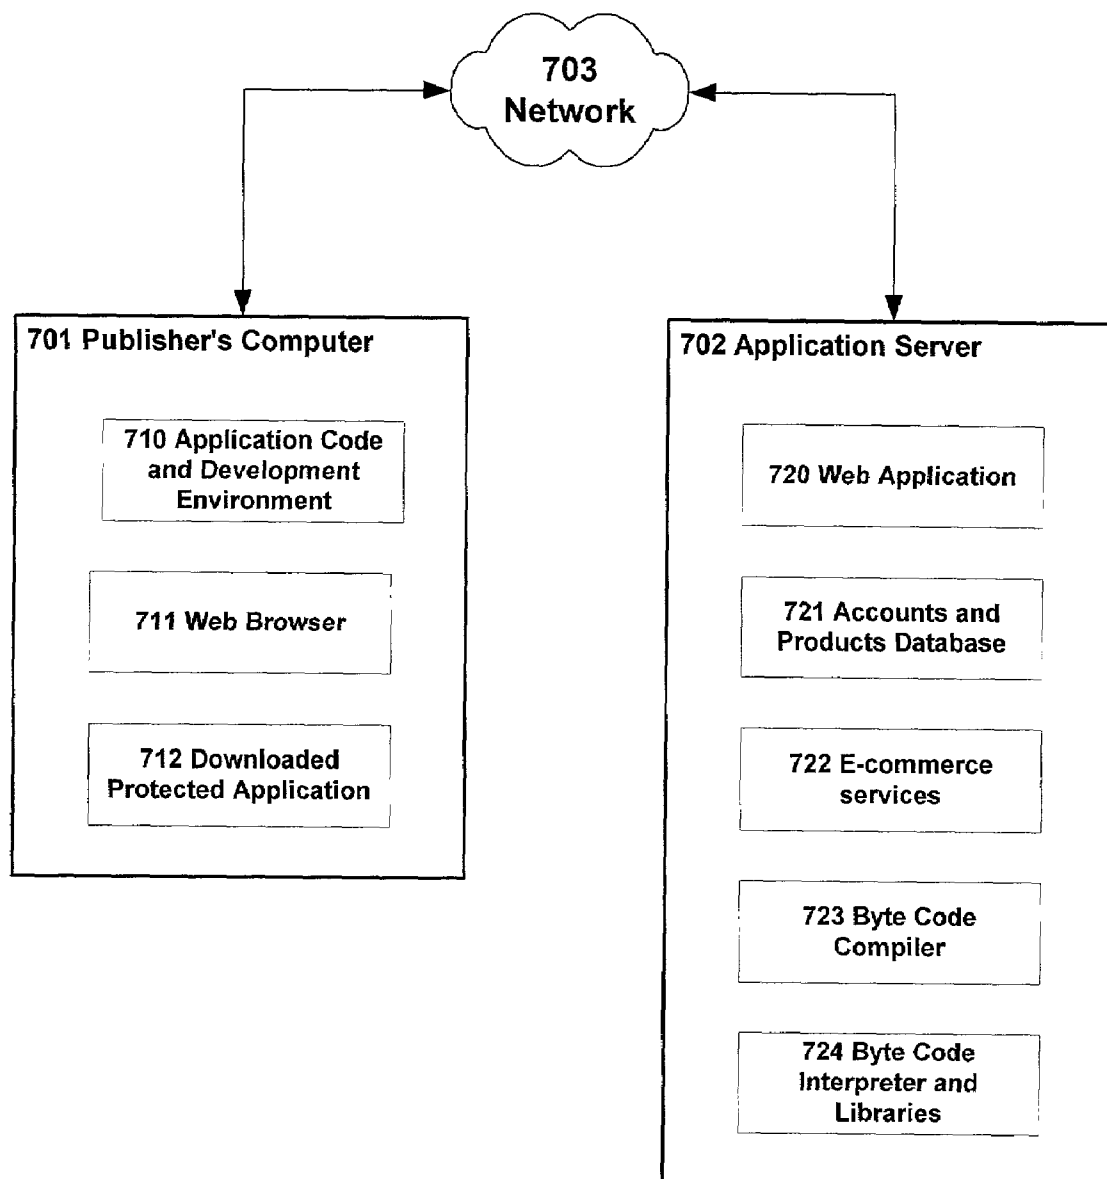 703
Network
701 Publisher's Computer
710 Application Code
and Development
Environment
711 Web Browser
712 Downloaded
Protected Application
702 Application Server
720 Web Application
721 Accounts and
Products Database
722 E-commerce
services
723 Byte Code
Compiler
724 Byte Code
Interpreter and
Libraries